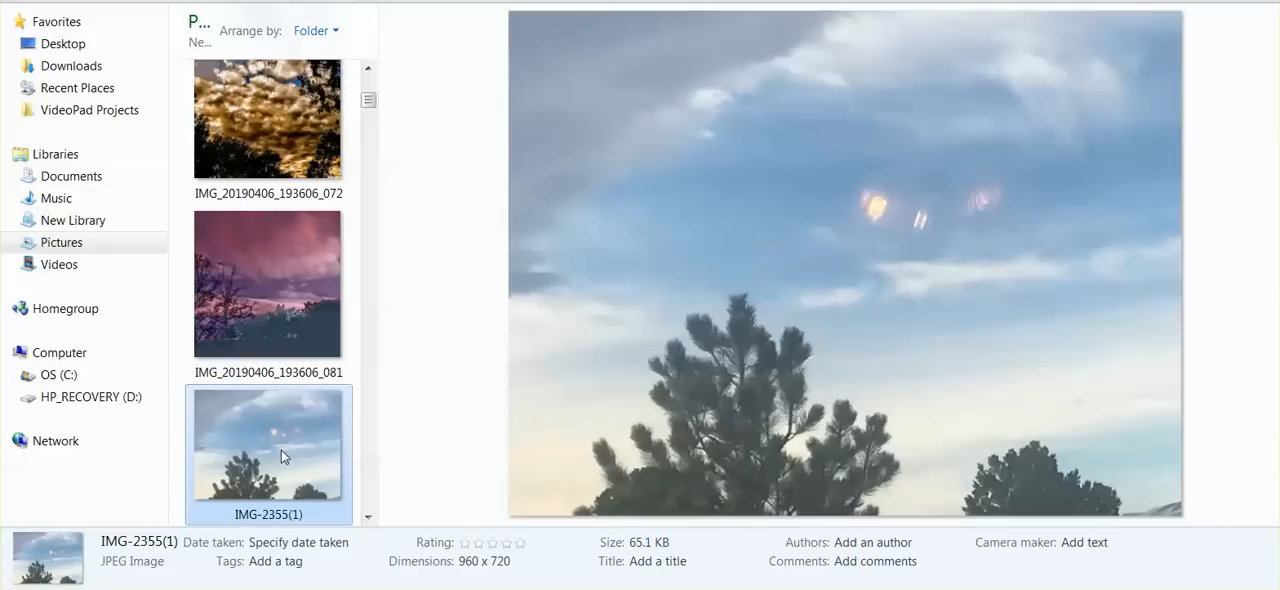 Favorites
Desktop
Downloads
Recent Places
VideoPad Projects
Libraries
Documents
Music
New Library
Pictures
Videos
Homegroup
Computer
OS (C:)
HP_RECOVERY (D:)
Network
P...
Ne...
Arrange by: Folder
IMG_20190406_193606_072
IMG_20190406_193606_081
IMG-2355(1)
IMG-2355(1) Date taken: Specify date taken Rating: Size: 65.1 KB Authors: Add an author Camera maker: Add text
JPEG Image Tags: Add a tag Dimensions: 960 x 720 Title: Add a title Comments: Add comments